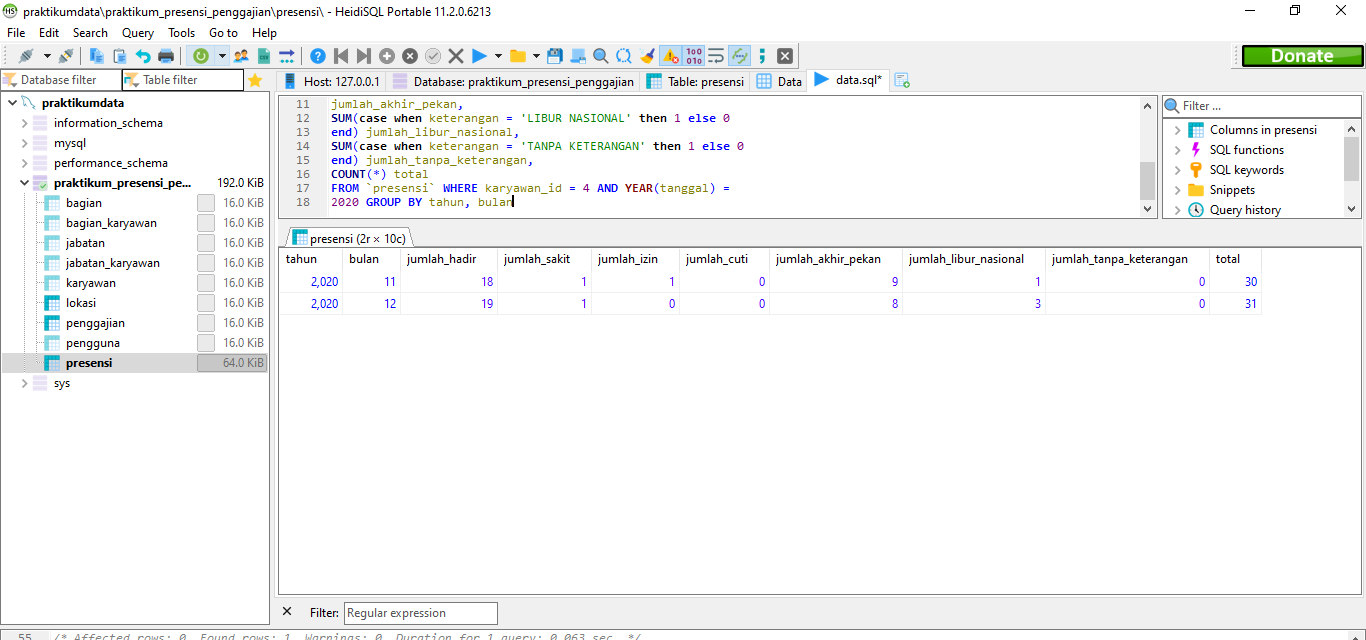 praktikumdata\praktikum_presensi_penggajian\presensi\ - HeidiSQL Portable 11.2.0.6213
File Edit Search Query Tools Go to Help
Donate
Database filter Table filter
Host: 127.0.0.1 Database: praktikum_presensi_penggajian Table: presensi Data data.sql*
praktikumdata
information_schema
mysql
performance_schema
praktikum_presensi_pe... 192.0 KiB
bagian 16.0 KiB
bagian_karyawan 16.0 KiB
jabatan 16.0 KiB
jabatan_karyawan 16.0 KiB
karyawan 16.0 KiB
lokasi 16.0 KiB
penggajian 16.0 KiB
pengguna 16.0 KiB
presensi 64.0 KiB
sys
11 jumlah_akhir_pekan,
12 SUM(case when keterangan = 'LIBUR NASIONAL' then 1 else 0
13 end) jumlah_libur_nasional,
14 SUM(case when keterangan = 'TANPA KETERANGAN' then 1 else 0
15 end) jumlah_tanpa_keterangan,
16 COUNT(*) total
17 FROM `presensi` WHERE karyawan_id = 4 AND YEAR(tanggal) =
18 2020 GROUP BY tahun, bulan
Filter ...
Columns in presensi
SQL functions
SQL keywords
Snippets
Query history
presensi (2r × 10c)
tahun bulan jumlah_hadir jumlah_sakit jumlah_izin jumlah_cuti jumlah_akhir_pekan jumlah_libur_nasional jumlah_tanpa_keterangan total
2,020 11 18 1 1 0 9 1 0 30
2,020 12 19 1 0 0 8 3 0 31
Filter: Regular expression
55 /* Affected rows: 0 Found rows: 1 Warnings: 0 Duration for 1 query: 0.063 sec. */